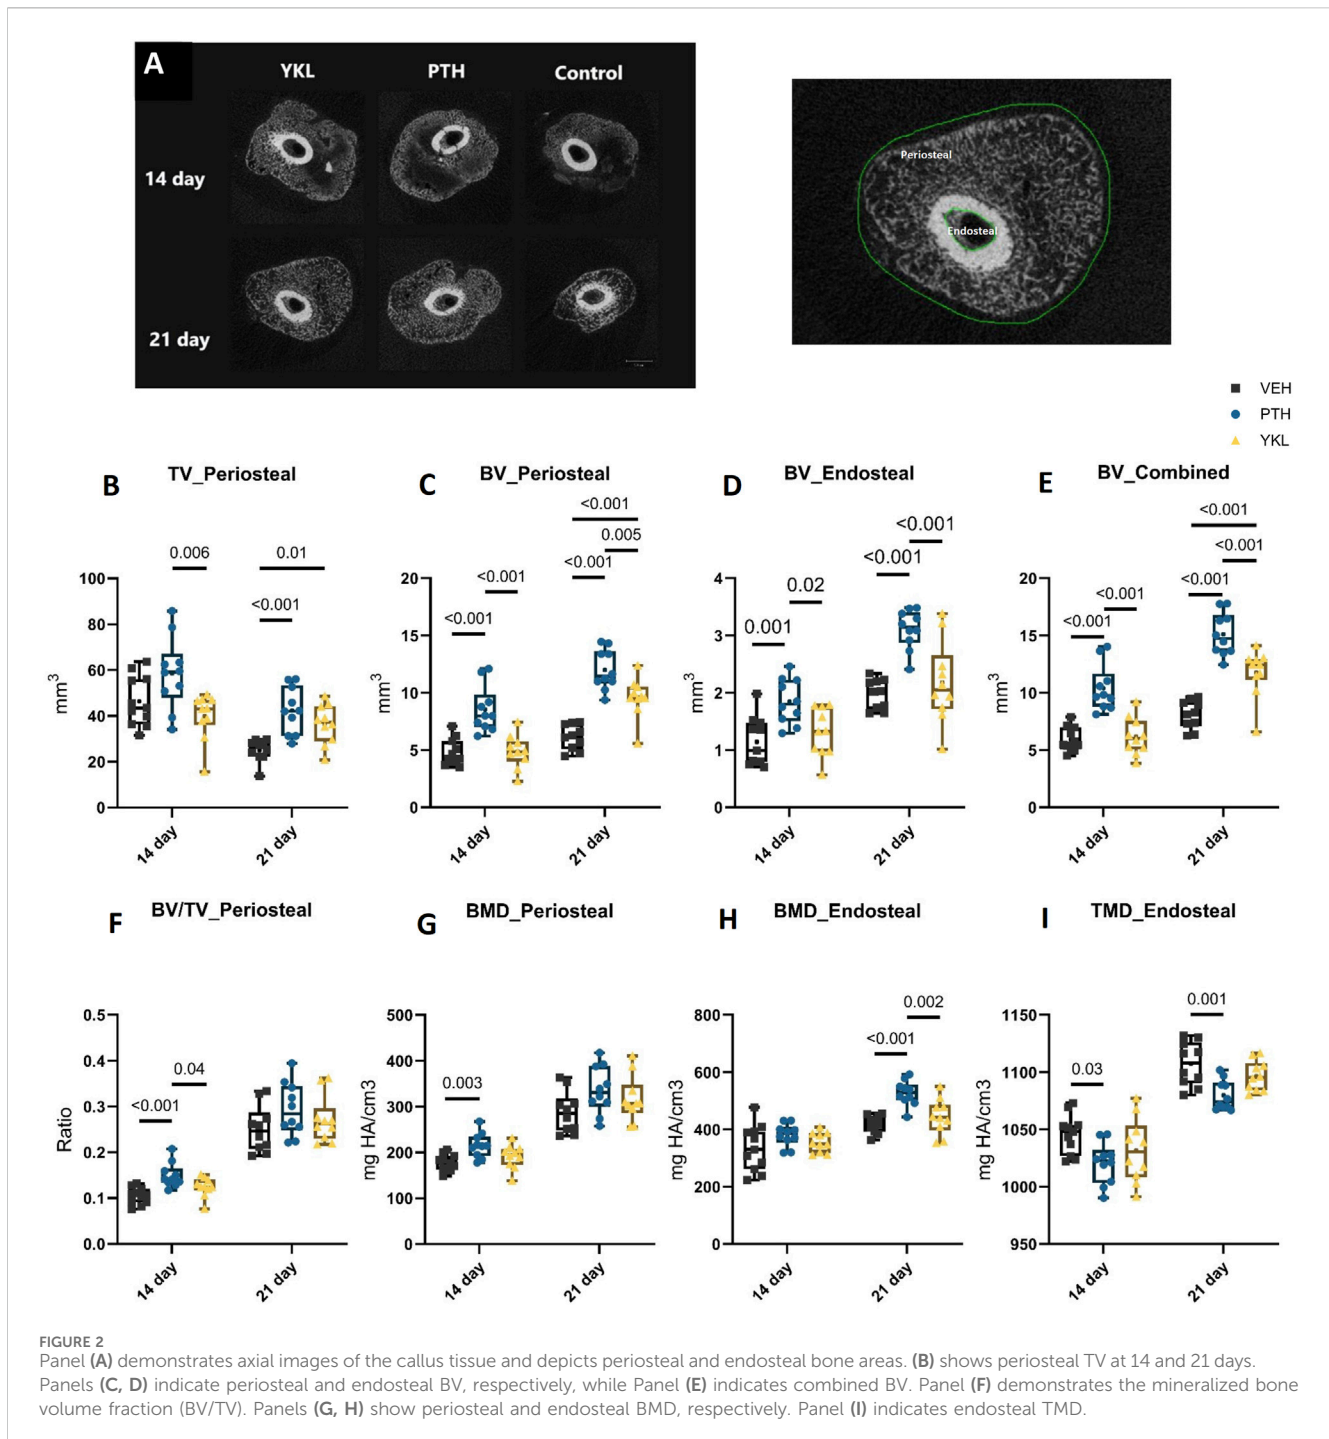 A
YKL
PTH
Control
14 day
21 day
Periosteal
Endosteal
VEH
PTH
YKL
B
TV_Periosteal
0.006
0.01
<0.001
100
80
60
40
20
0
mm³
14 day
21 day
C
BV_Periosteal
<0.001
0.005
<0.001
<0.001
<0.001
20
15
10
5
0
mm³
14 day
21 day
D
BV_Endosteal
<0.001
<0.001
0.02
0.001
4
3
2
1
0
mm³
14 day
21 day
E
BV_Combined
<0.001
<0.001
<0.001
<0.001
<0.001
20
15
10
5
0
mm³
14 day
21 day
F
BV/TV_Periosteal
0.04
<0.001
0.5
0.4
0.3
0.2
0.1
0.0
Ratio
14 day
21 day
G
BMD_Periosteal
0.003
500
400
300
200
100
0
mg HA/cm3
14 day
21 day
H
BMD_Endosteal
0.002
<0.001
800
600
400
200
0
mg HA/cm3
14 day
21 day
I
TMD_Endosteal
0.001
0.03
1150
1100
1050
1000
950
mg HA/cm3
14 day
21 day
FIGURE 2
Panel (A) demonstrates axial images of the callus tissue and depicts periosteal and endosteal bone areas. (B) shows periosteal TV at 14 and 21 days.
Panels (C, D) indicate periosteal and endosteal BV, respectively, while Panel (E) indicates combined BV. Panel (F) demonstrates the mineralized bone
volume fraction (BV/TV). Panels (G, H) show periosteal and endosteal BMD, respectively. Panel (I) indicates endosteal TMD.